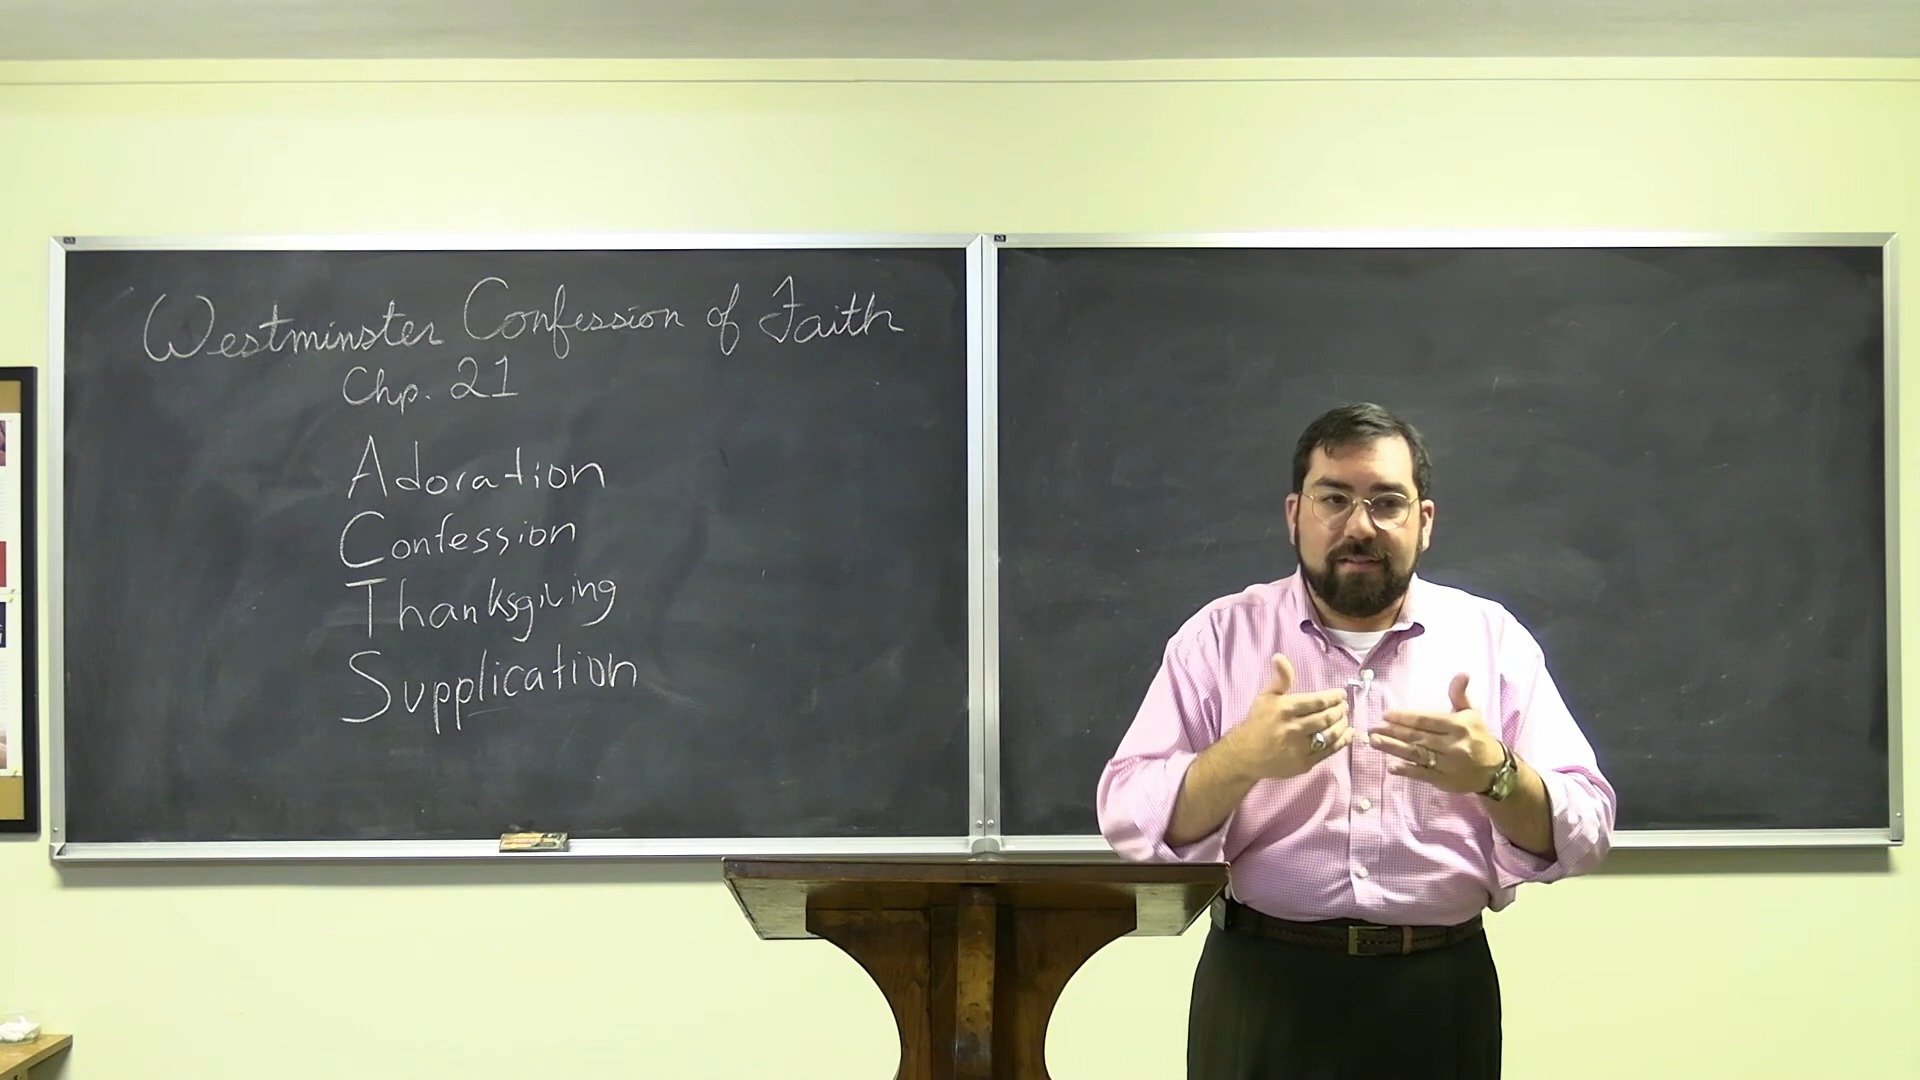 Westminster Confession of Faith
Chp. 21
Adoration
Confession
Thanksgiving
Supplication